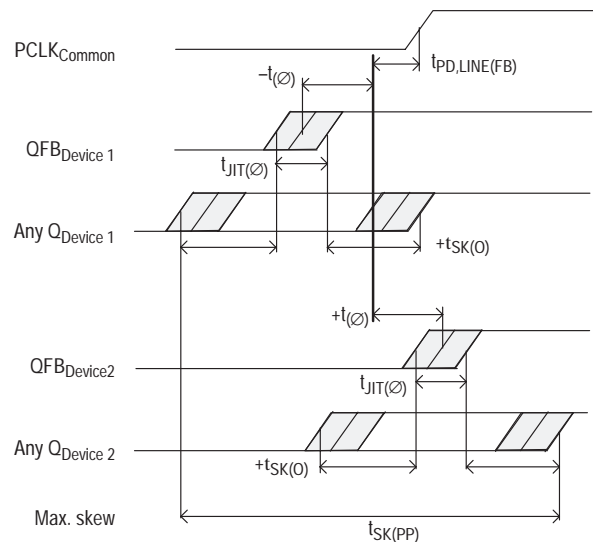 PCLKCommon
tPD,LINE(FB)
–t(∅)
QFBDevice 1
tJIT(∅)
Any QDevice 1
+tSK(O)
+t(∅)
QFBDevice2
tJIT(∅)
Any QDevice 2
+tSK(O)
Max. skew
tSK(PP)